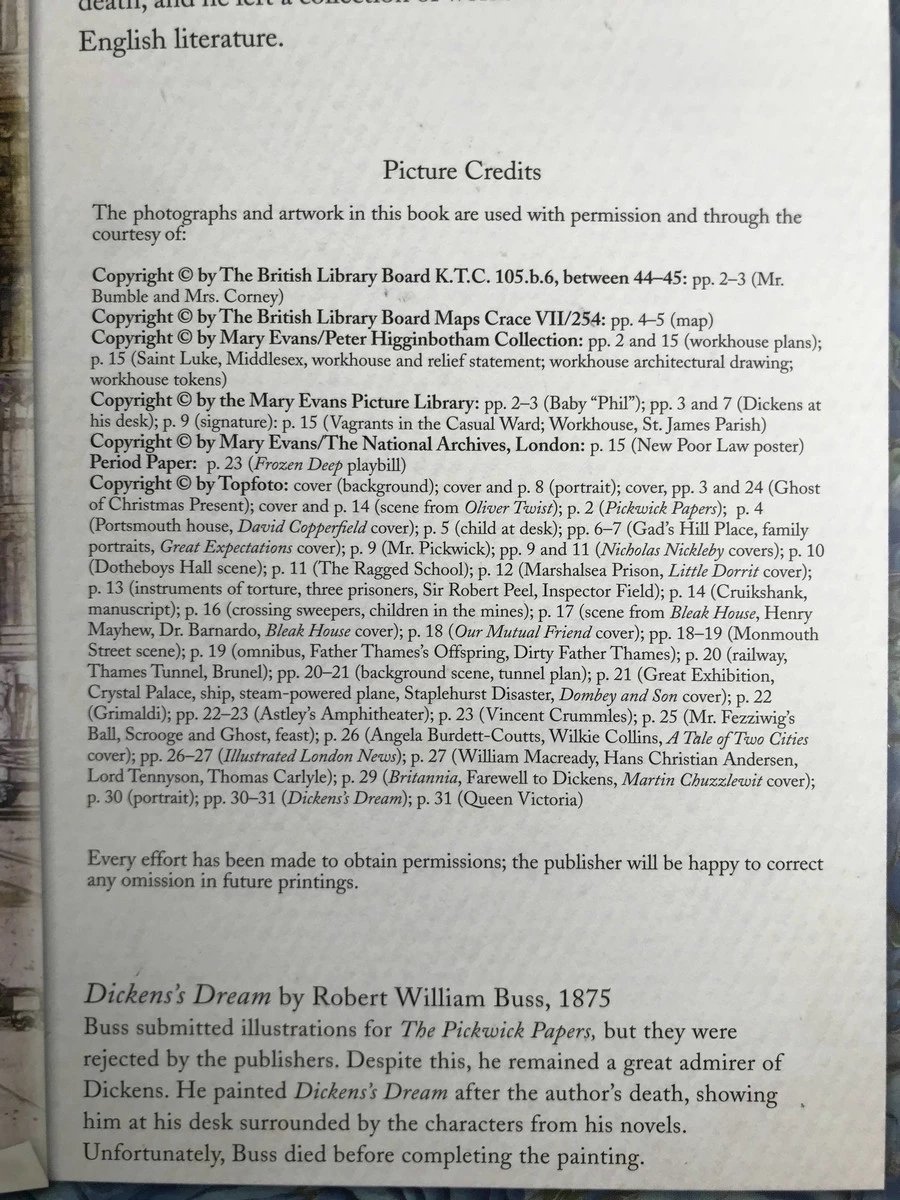 English literature.
Picture Credits
The photographs and artwork in this book are used with permission and through the
courtesy of:
Copyright © by The British Library Board K.T.C. 105.b.6, between 44–45: pp. 2–3 (Mr.
Bumble and Mrs. Corney)
Copyright © by The British Library Board Maps Crace VII/254: pp. 4–5 (map)
Copyright © by Mary Evans/Peter Higginbotham Collection: pp. 2 and 15 (workhouse plans);
p. 15 (Saint Luke, Middlesex, workhouse and relief statement; workhouse architectural drawing;
workhouse tokens)
Copyright © by the Mary Evans Picture Library: pp. 2–3 (Baby “Phil”); pp. 3 and 7 (Dickens at
his desk); p. 9 (signature): p. 15 (Vagrants in the Casual Ward; Workhouse, St. James Parish)
Copyright © by Mary Evans/The National Archives, London: p. 15 (New Poor Law poster)
Period Paper: p. 23 (Frozen Deep playbill)
Copyright © by Topfoto: cover (background); cover and p. 8 (portrait); cover, pp. 3 and 24 (Ghost
of Christmas Present); cover and p. 14 (scene from Oliver Twist); p. 2 (Pickwick Papers); p. 4
(Portsmouth house, David Copperfield cover); p. 5 (child at desk); pp. 6–7 (Gad’s Hill Place, family
portraits, Great Expectations cover); p. 9 (Mr. Pickwick); pp. 9 and 11 (Nicholas Nickleby covers); p. 10
(Dotheboys Hall scene); p. 11 (The Ragged School); p. 12 (Marshalsea Prison, Little Dorrit cover);
p. 13 (instruments of torture, three prisoners, Sir Robert Peel, Inspector Field); p. 14 (Cruikshank,
manuscript); p. 16 (crossing sweepers, children in the mines); p. 17 (scene from Bleak House, Henry
Mayhew, Dr. Barnardo, Bleak House cover); p. 18 (Our Mutual Friend cover); pp. 18–19 (Monmouth
Street scene); p. 19 (omnibus, Father Thames’s Offspring, Dirty Father Thames); p. 20 (railway,
Thames Tunnel, Brunel); pp. 20–21 (background scene, tunnel plan); p. 21 (Great Exhibition,
Crystal Palace, ship, steam-powered plane, Staplehurst Disaster, Dombey and Son cover); p. 22
(Grimaldi); pp. 22–23 (Astley’s Amphitheater); p. 23 (Vincent Crummles); p. 25 (Mr. Fezziwig’s
Ball, Scrooge and Ghost, feast); p. 26 (Angela Burdett-Coutts, Wilkie Collins, A Tale of Two Cities
cover); pp. 26–27 (Illustrated London News); p. 27 (William Macready, Hans Christian Andersen,
Lord Tennyson, Thomas Carlyle); p. 29 (Britannia, Farewell to Dickens, Martin Chuzzlewit cover);
p. 30 (portrait); pp. 30–31 (Dickens’s Dream); p. 31 (Queen Victoria)
Every effort has been made to obtain permissions; the publisher will be happy to correct
any omission in future printings.
Dickens’s Dream by Robert William Buss, 1875
Buss submitted illustrations for The Pickwick Papers, but they were
rejected by the publishers. Despite this, he remained a great admirer of
Dickens. He painted Dickens’s Dream after the author’s death, showing
him at his desk surrounded by the characters from his novels.
Unfortunately, Buss died before completing the painting.